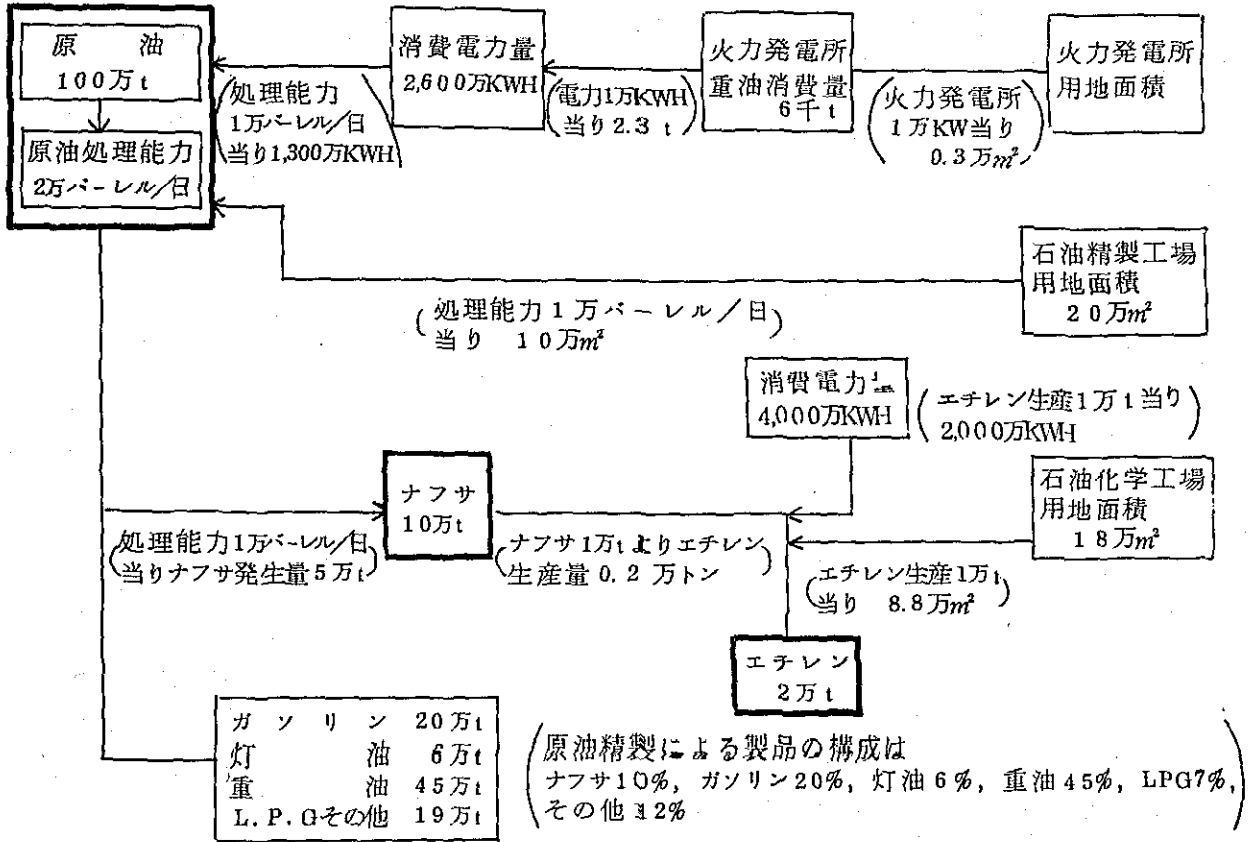 原油
100万t
原油処理能力
2万バーレル/日
処理能力
1万バーレル/日
当り1,300万KWH
消費電力量
2,600万KWH
電力1万KWH
当り2.3 t
火力発電所
重油消費量
6千t
火力発電所
1万KW当り
0.3万m²
火力発電所
用地面積
石油精製工場
用地面積
20万m²
(処理能力1万バーレル/日
当り 10万m²)
消費電力
4,000万KWH
(エチレン生産1万t当り
2,000万KWH)
石油化学工場
用地面積
18万m²
ナフサ
10万t
(処理能力1万バーレル/日
当りナフサ発生量5万t)
(ナフサ1万tよりエチレン
生産量0.2万トン)
(エチレン生産1万t
当り 8.8万m²)
エチレン
2万t
ガソリン 20万t
灯油 6万t
重油 45万t
L.P.Gその他 19万t
(原油精製による製品の構成は
ナフサ10%, ガソリン20%, 灯油6%, 重油45%, LPG7%,
その他12%)